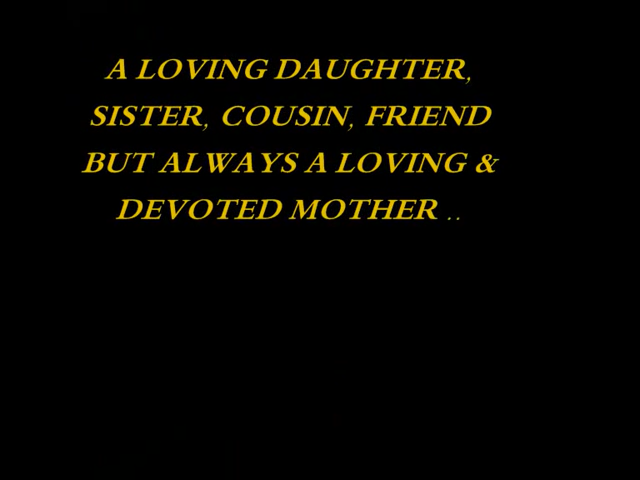 A LOVING DAUGHTER,
SISTER, COUSIN, FRIEND
BUT ALWAYS A LOVING &
DEVOTED MOTHER ..